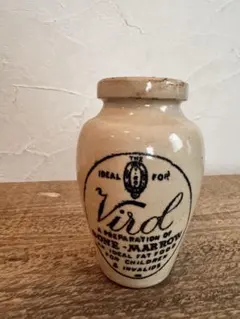 THE
IDEAL FOR
Virol
A PREPARATION OF
BONE-MARROW
AN IDEAL FAT FOOD
FOR CHILDREN
& INVALIDS